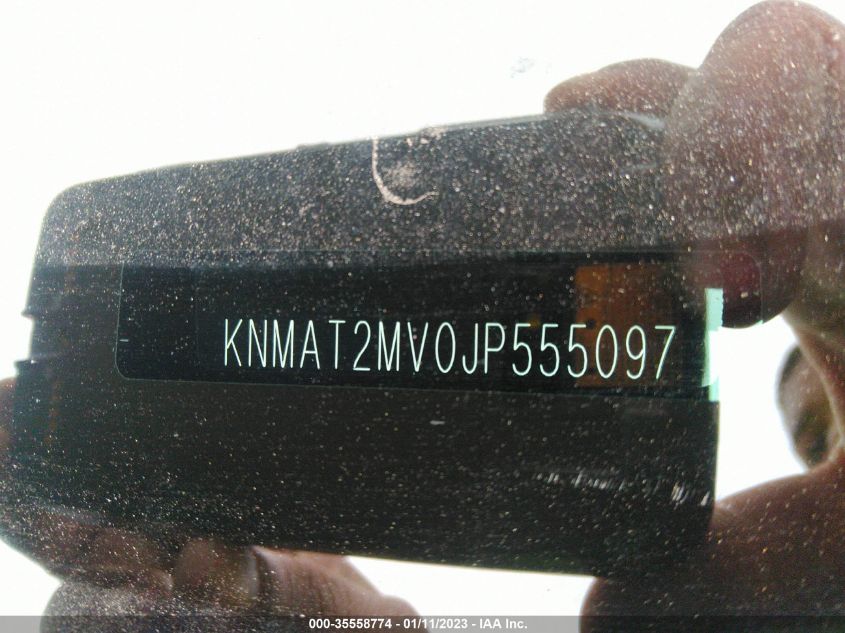 KNMAT2MV0JP555097
000-35558774 - 01/11/2023 - IAA Inc.